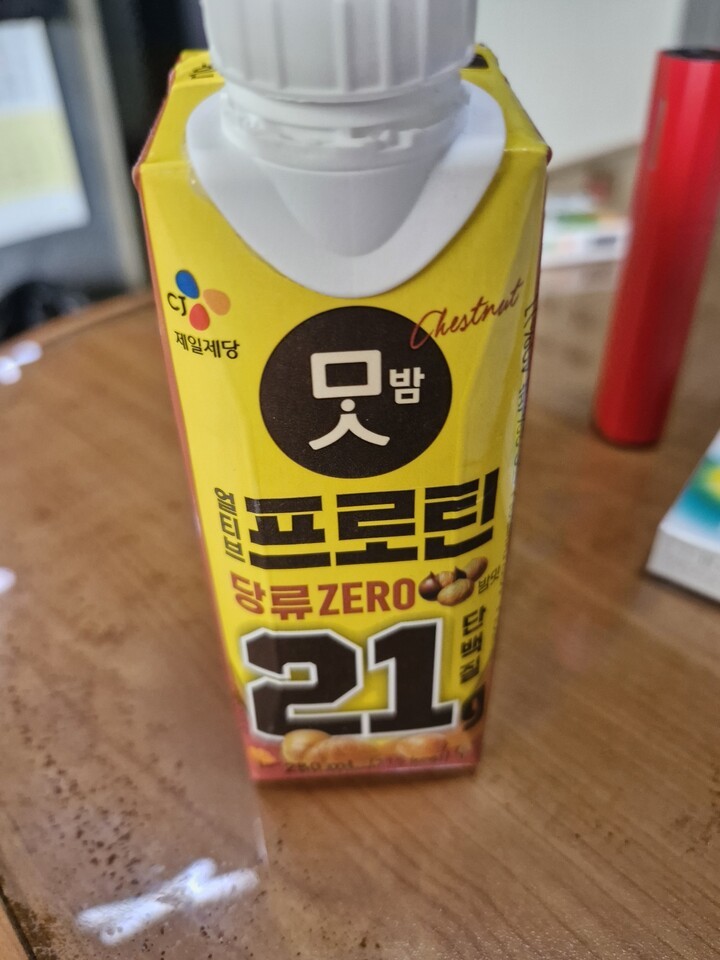 CJ
제일제당
Chestnut
맛밤
얼티브
프로틴
당류ZERO
밤맛
단백질
21g